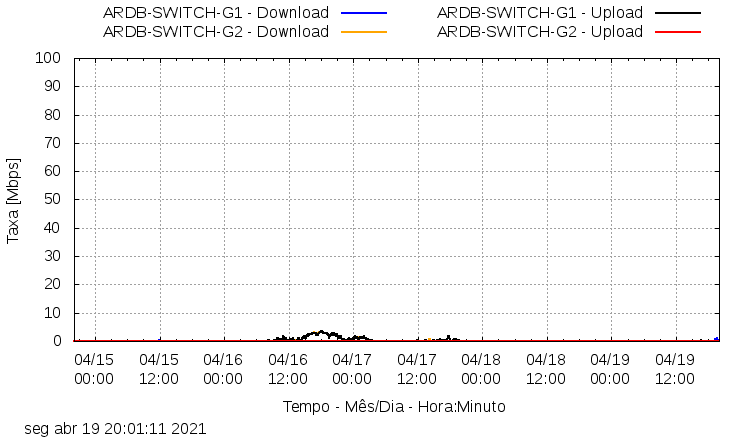 ARDB-SWITCH-G1 - Download ARDB-SWITCH-G1 - Upload
ARDB-SWITCH-G2 - Download ARDB-SWITCH-G2 - Upload
100
90
80
70
60
50
40
30
20
10
0
Taxa [Mbps]
04/15 04/15 04/16 04/16 04/17 04/17 04/18 04/18 04/19 04/19
00:00 12:00 00:00 12:00 00:00 12:00 00:00 12:00 00:00 12:00
Tempo - Mês/Dia - Hora:Minuto
seg abr 19 20:01:11 2021